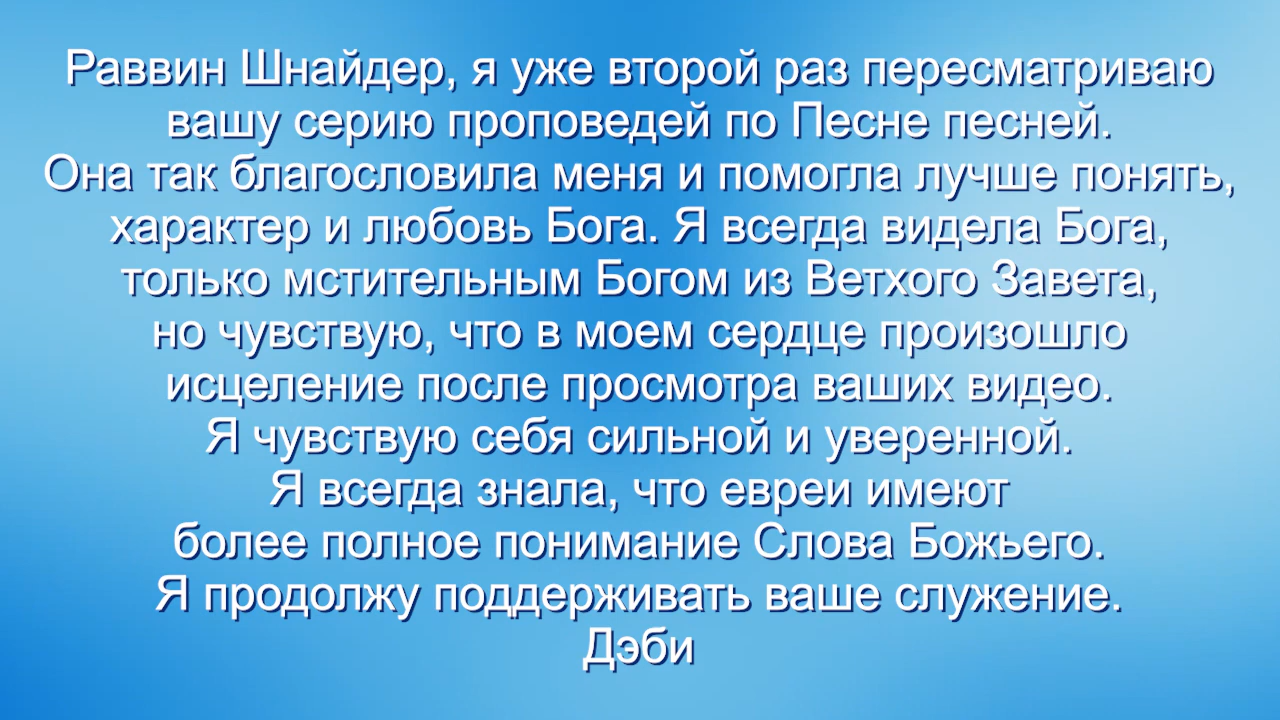 Раввин Шнайдер, я уже второй раз пересматриваю
вашу серию проповедей по Песне песней.
Она так благословила меня и помогла лучше понять,
характер и любовь Бога. Я всегда видела Бога,
только мстительным Богом из Ветхого Завета,
но чувствую, что в моем сердце произошло
исцеление после просмотра ваших видео.
Я чувствую себя сильной и уверенной.
Я всегда знала, что евреи имеют
более полное понимание Слова Божьего.
Я продолжу поддерживать ваше служение.
Дэби